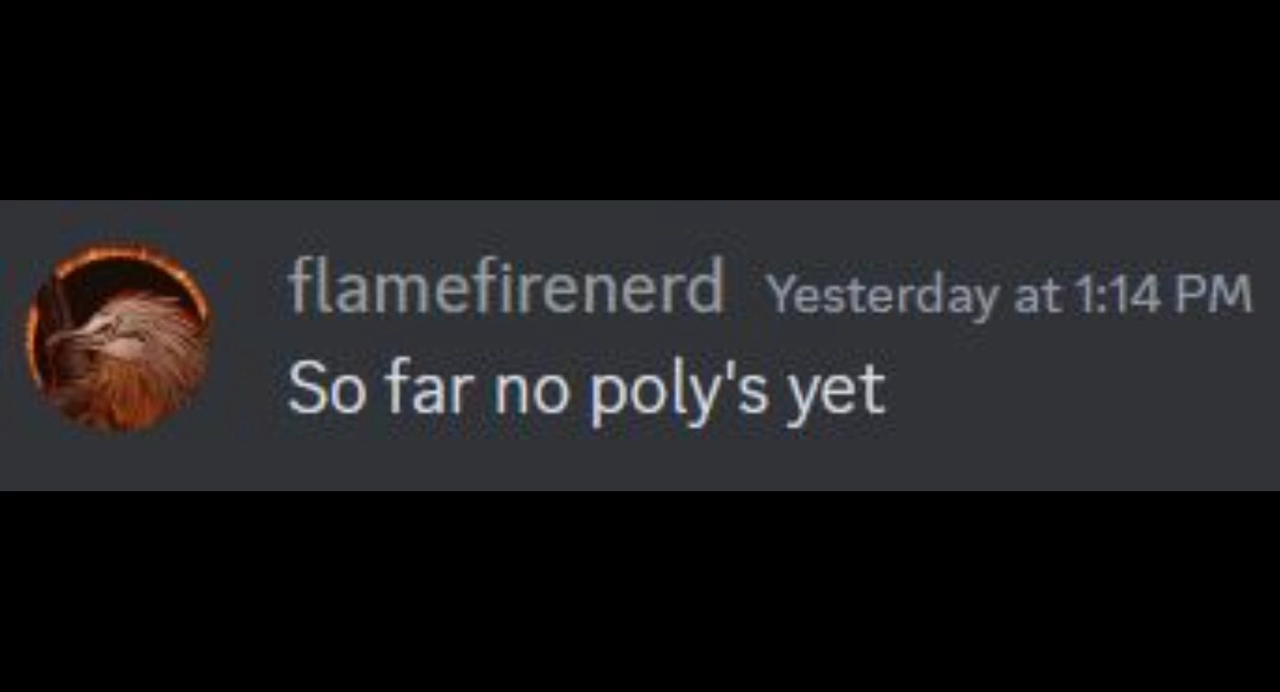 flamefirenerd Yesterday at 1:14 PM
So far no poly's yet